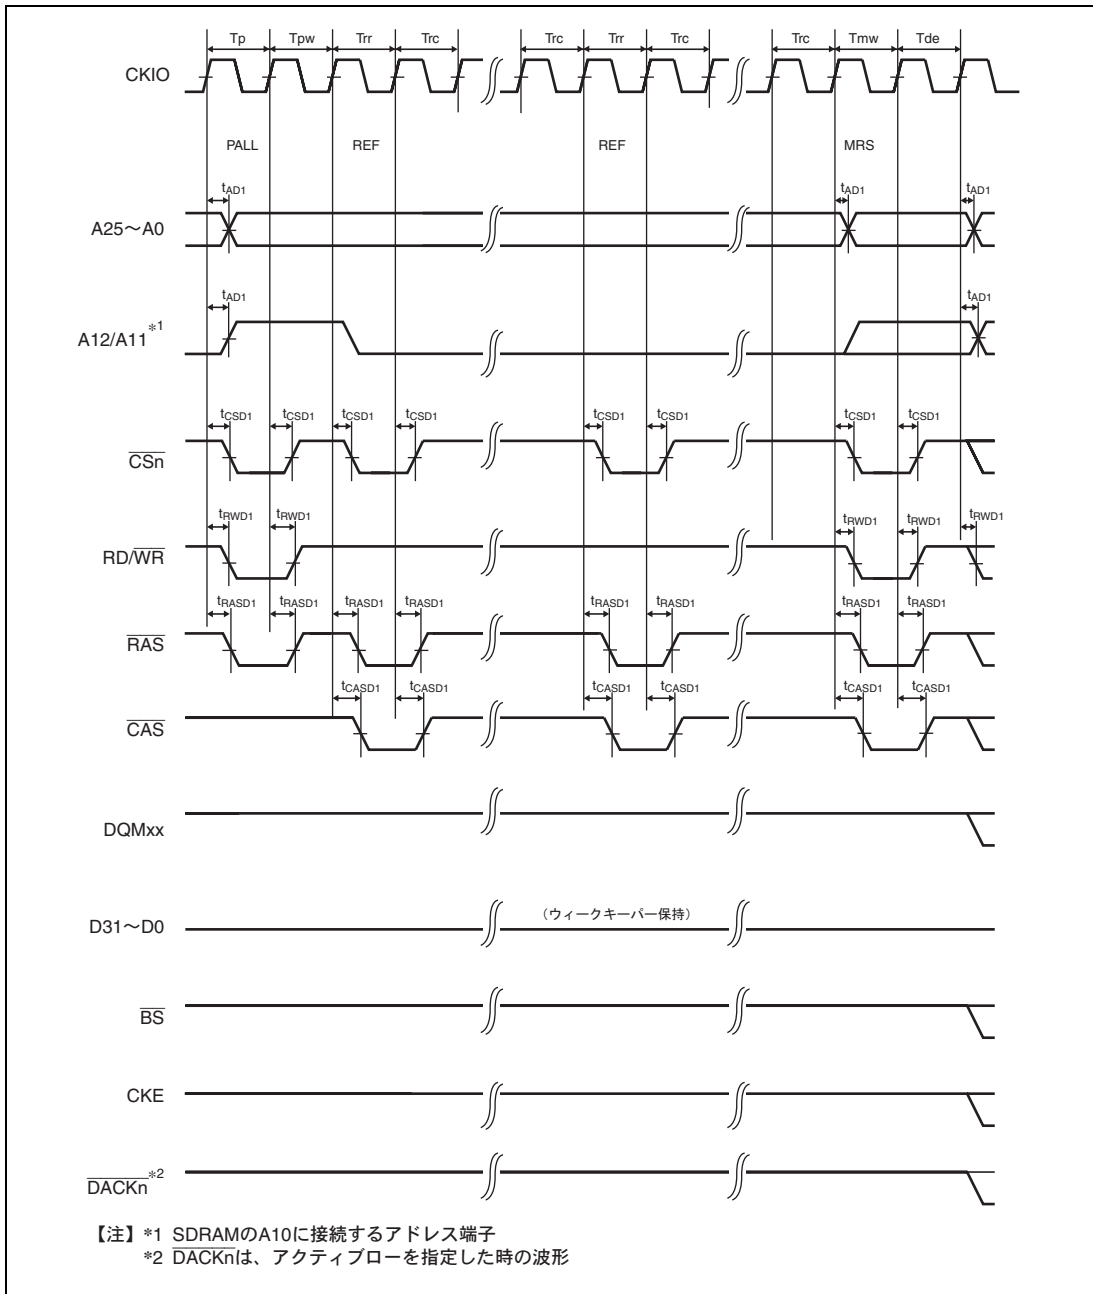 Tp Tpw Trr Trc Trc Trr Trc Trc Tmw Tde
CKIO
PALL REF REF MRS
tAD1 tAD1 tAD1
A25〜A0
tAD1 tAD1
A12/A11*1
tCSD1 tCSD1 tCSD1 tCSD1 tCSD1 tCSD1 tCSD1 tCSD1
CSn
tRWD1 tRWD1 tRWD1 tRWD1 tRWD1
RD/WR
tRASD1 tRASD1 tRASD1 tRASD1 tRASD1 tRASD1 tRASD1 tRASD1
RAS
tCASD1 tCASD1 tCASD1 tCASD1 tCASD1 tCASD1
CAS
DQMxx
(ウィークキーパー保持)
D31〜D0
BS
CKE
DACKn*2
【注】*1 SDRAMのA10に接続するアドレス端子
*2 DACKnは、アクティブローを指定した時の波形